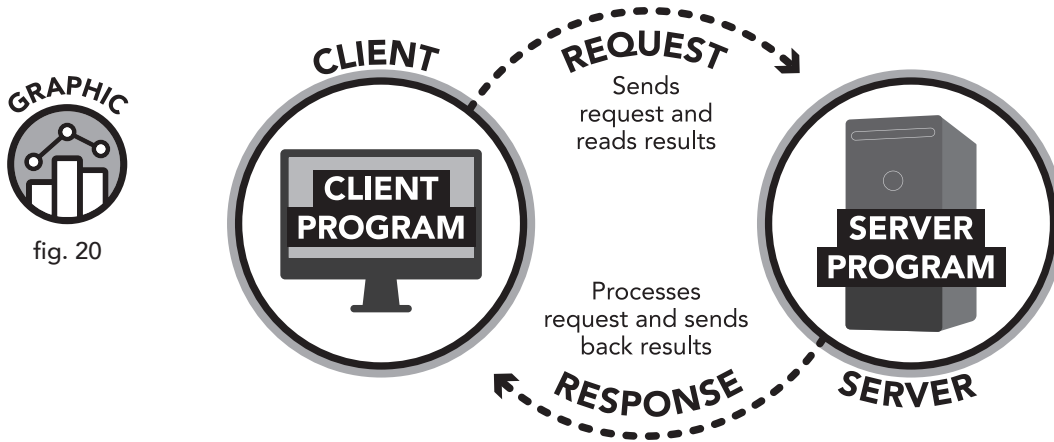 GRAPHIC
fig. 20
CLIENT
CLIENT
PROGRAM
REQUEST
Sends
request and
reads results
SERVER
PROGRAM
SERVER
Processes
request and sends
back results
RESPONSE